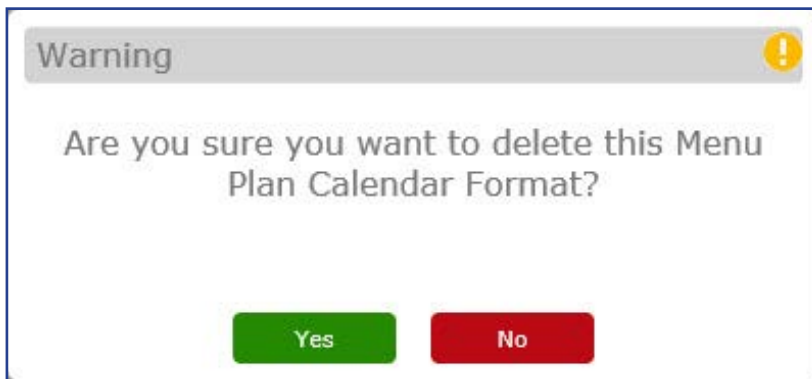 Warning
Are you sure you want to delete this Menu
Plan Calendar Format?
Yes
No